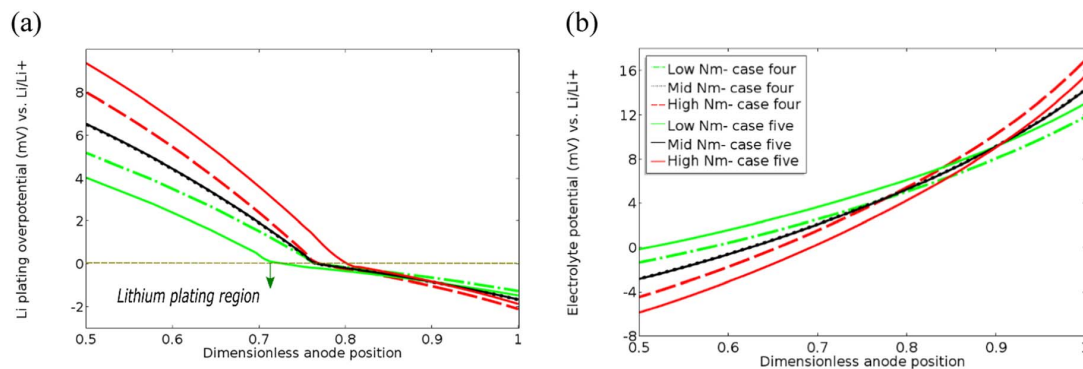 (a)
Li plating overpotential (mV) vs. Li/Li+
10
8
6
4
2
0
-2
Lithium plating region
0.5 0.6 0.7 0.8 0.9 1
Dimensionless anode position
(b)
Electrolyte potential (mV) vs. Li/Li+
16
12
8
4
0
-4
-8
Low Nm- case four
Mid Nm- case four
High Nm- case four
Low Nm- case five
Mid Nm- case five
High Nm- case five
0.5 0.6 0.7 0.8 0.9
Dimensionless anode position